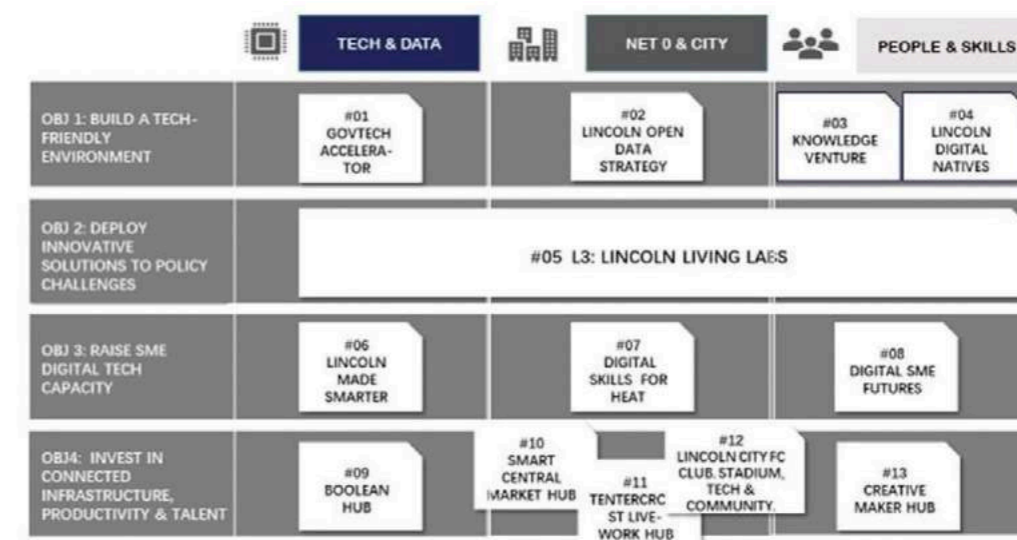 TECH & DATA
NET 0 & CITY
PEOPLE & SKILLS
OBJ 1: BUILD A TECH-
FRIENDLY
ENVIRONMENT
#01
GOVTECH
ACCELERA-
TOR
#02
LINCOLN OPEN
DATA
STRATEGY
#03
KNOWLEDGE
VENTURE
#04
LINCOLN
DIGITAL
NATIVES
OBJ 2: DEPLOY
INNOVATIVE
SOLUTIONS TO POLICY
CHALLENGES
#05 L3: LINCOLN LIVING LABS
OBJ 3: RAISE SME
DIGITAL TECH
CAPACITY
#06
LINCOLN
MADE
SMARTER
#07
DIGITAL
SKILLS FOR
HEAT
#08
DIGITAL SME
FUTURES
OBJ4: INVEST IN
CONNECTED
INFRASTRUCTURE,
PRODUCTIVITY & TALENT
#09
BOOLEAN
HUB
#10
SMART
CENTRAL
MARKET HUB
#11
TENTERCRC
ST LIVE-
WORK HUB
#12
LINCOLN CITY FC
CLUB, STADIUM,
TECH &
COMMUNITY.
#13
CREATIVE
MAKER HUB